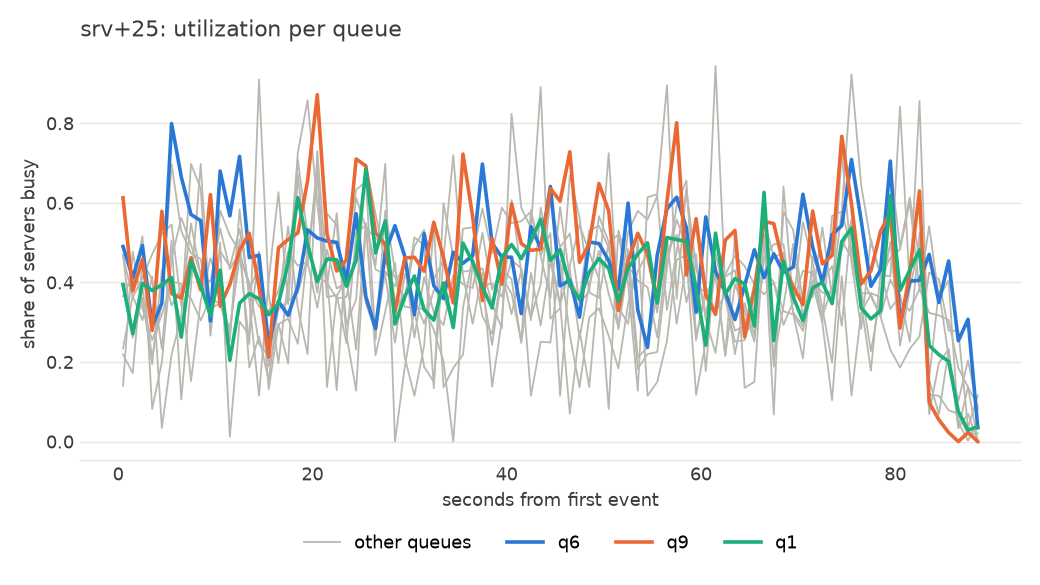 srv+25: utilization per queue
share of servers busy
0.8
0.6
0.4
0.2
0.0
0 20 40 60 80
seconds from first event
other queues q6 q9 q1